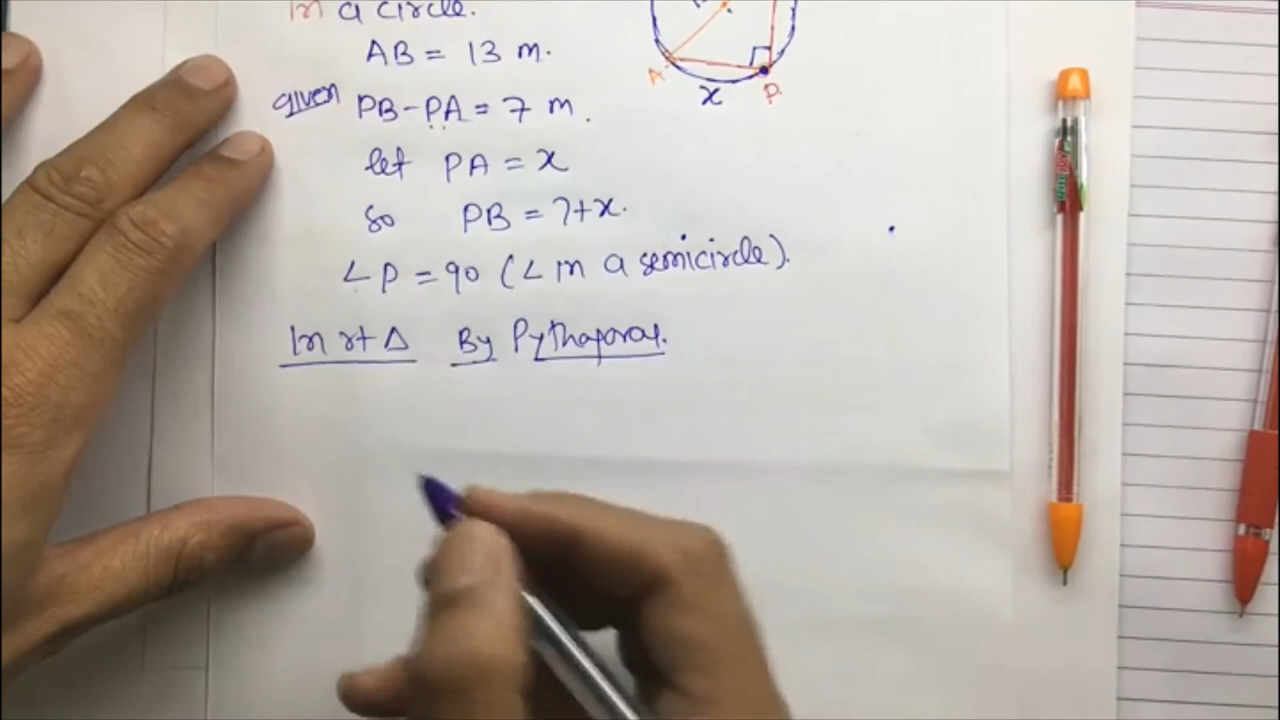 In a circle.
AB = 13 m.
given PB-PA = 7 m.
let PA = x
So PB = 7+x.
∠P = 90 (∠ in a semicircle).
In rt Δ By Pythagoras.
A
x
P